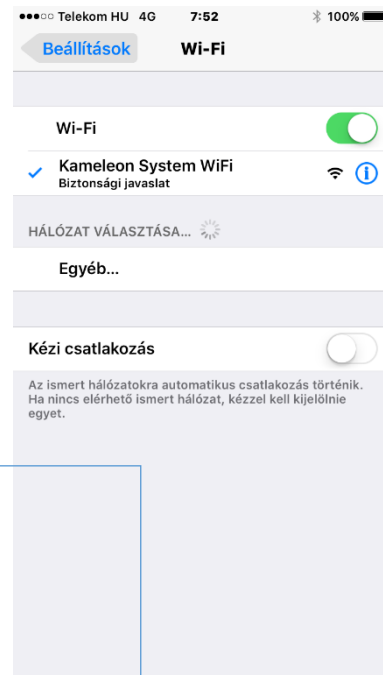 Telekom HU 4G 7:52 100%
Beállítások Wi-Fi
Wi-Fi
Kameleon System WiFi
Biztonsági javaslat
HÁLÓZAT VÁLASZTÁSA...
Egyéb...
Kézi csatlakozás
Az ismert hálózatokra automatikus csatlakozás történik.
Ha nincs elérhető ismert hálózat, kézzel kell kijelölnie
egyet.